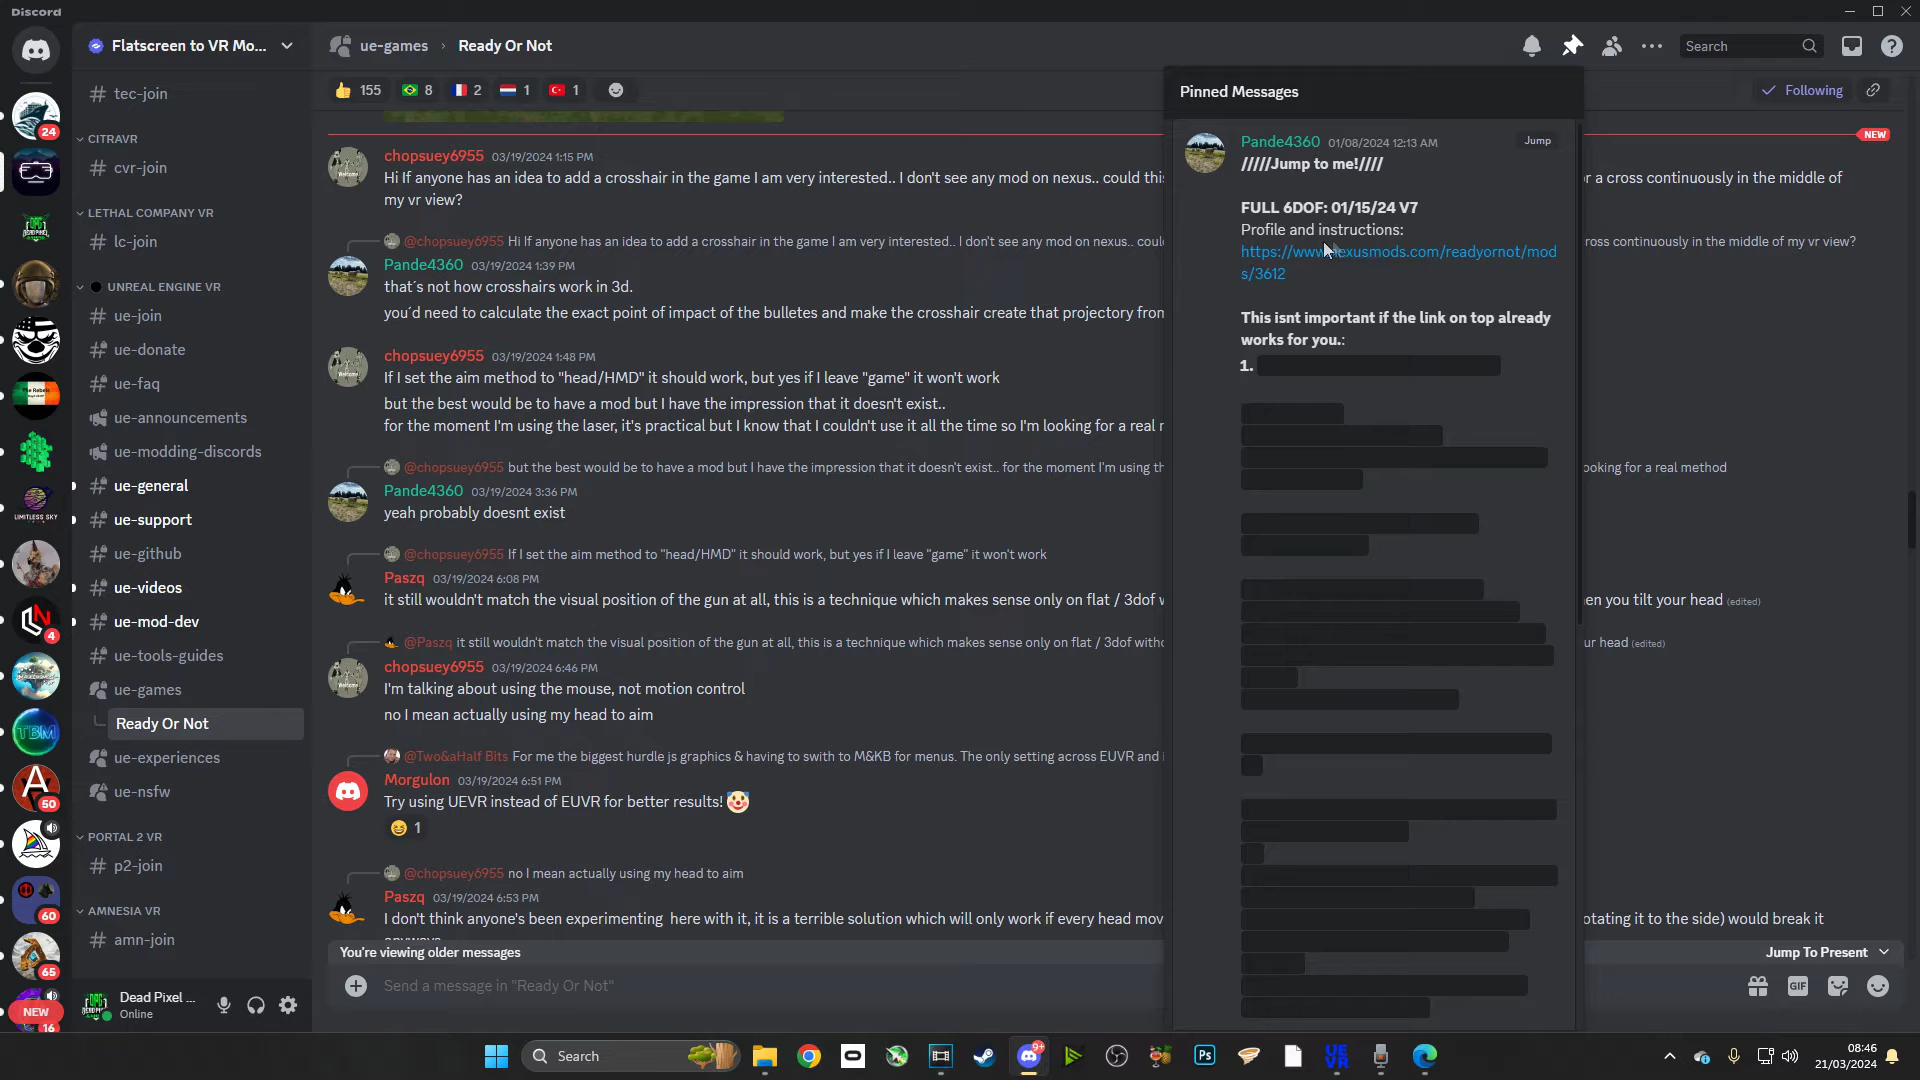 Discord
Flatscreen to VR Mo...
ue-games › Ready Or Not
Search
24
4
50
60
65
NEW
16
# tec-join
CITRAVR
# cvr-join
LETHAL COMPANY VR
# lc-join
UNREAL ENGINE VR
ue-join
ue-donate
ue-faq
ue-announcements
ue-modding-discords
ue-general
ue-support
ue-github
ue-videos
ue-mod-dev
ue-tools-guides
ue-games
Ready Or Not
ue-experiences
ue-nsfw
PORTAL 2 VR
# p2-join
AMNESIA VR
# amn-join
Dead Pixel ...
Online
155 8 2 1 1
Following
NEW
chopsuey6955 03/19/2024 1:15 PM
Hi If anyone has an idea to add a crosshair in the game I am very interested.. I don't see any mod on nexus.. could this
r a cross continuously in the middle of
my vr view?
@chopsuey6955 Hi If anyone has an idea to add a crosshair in the game I am very interested.. I don't see any mod on nexus.. could
ross continuously in the middle of my vr view?
Pande4360 03/19/2024 1:39 PM
that´s not how crosshairs work in 3d.
you´d need to calculate the exact point of impact of the bulletes and make the crosshair create that projectory from
chopsuey6955 03/19/2024 1:48 PM
If I set the aim method to "head/HMD" it should work, but yes if I leave "game" it won't work
but the best would be to have a mod but I have the impression that it doesn't exist..
for the moment I'm using the laser, it's practical but I know that I couldn't use it all the time so I'm looking for a real
@chopsuey6955 but the best would be to have a mod but I have the impression that it doesn't exist.. for the moment I'm using
ooking for a real method
Pande4360 03/19/2024 3:36 PM
yeah probably doesnt exist
@chopsuey6955 If I set the aim method to "head/HMD" it should work, but yes if I leave "game" it won't work
Paszq 03/19/2024 6:08 PM
it still wouldn't match the visual position of the gun at all, this is a technique which makes sense only on flat / 3dof
en you tilt your head (edited)
@Paszq it still wouldn't match the visual position of the gun at all, this is a technique which makes sense only on flat / 3dof witho
ur head (edited)
chopsuey6955 03/19/2024 6:46 PM
I'm talking about using the mouse, not motion control
no I mean actually using my head to aim
@Two&aHalf Bits For me the biggest hurdle js graphics & having to swith to M&KB for menus. The only setting across EUVR and
Morgulon 03/19/2024 6:51 PM
Try using UEVR instead of EUVR for better results! 🤡
😆 1
@chopsuey6955 no I mean actually using my head to aim
Paszq 03/19/2024 6:53 PM
I don't think anyone's been experimenting here with it, it is a terrible solution which will only work if every head mov
otating it to the side) would break it
You're viewing older messages
Jump To Present
Send a message in "Ready Or Not"
GIF
Pinned Messages
Pande4360 01/08/2024 12:13 AM
Jump
/////Jump to me!////
FULL 6DOF: 01/15/24 V7
Profile and instructions:
https://www.nexusmods.com/readyornot/mod
s/3612
This isnt important if the link on top already
works for you.:
1.
Search
9+
Ps
UE
VR
08:46
21/03/2024